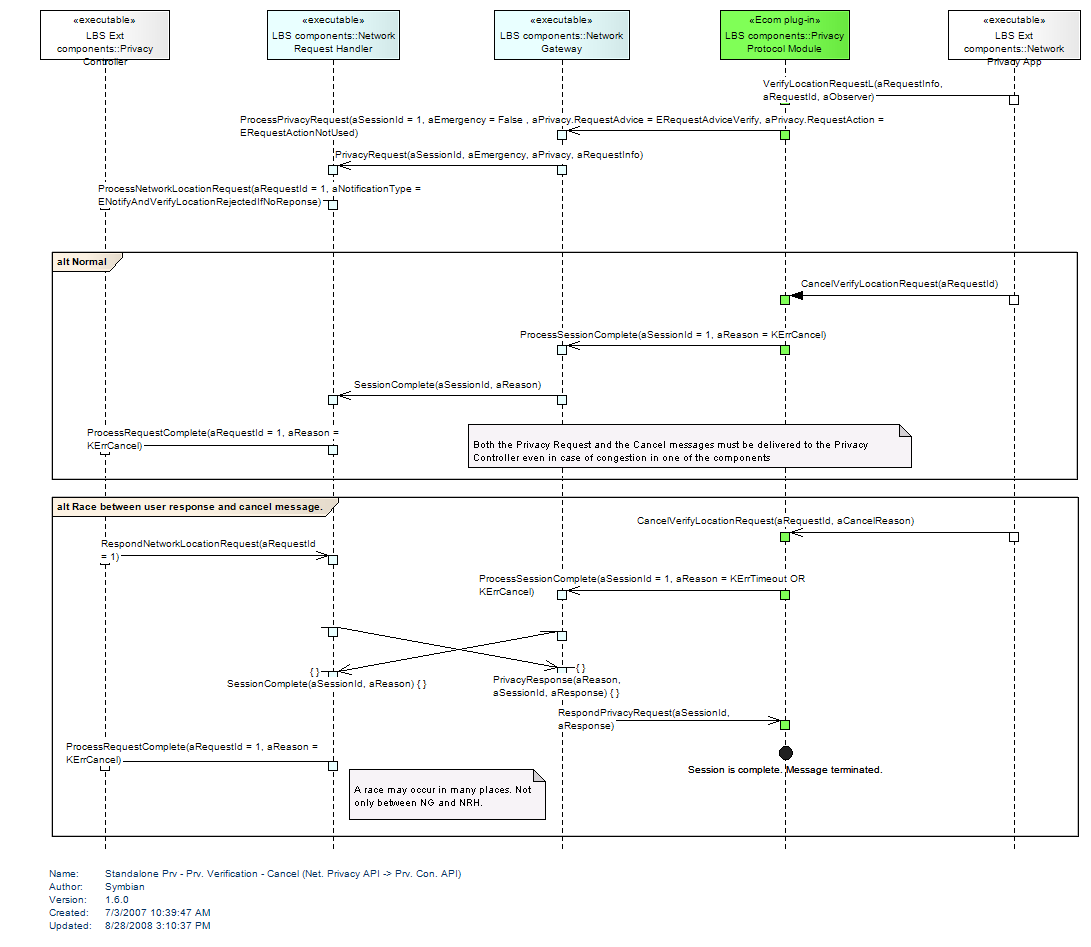 «executable»
LBS Ext
components::Privacy
Controller
«executable»
LBS components::Network
Request Handler
«executable»
LBS components::Network
Gateway
«Ecom plug-in»
LBS components::Privacy
Protocol Module
«executable»
LBS Ext
components::Network
Privacy App
VerifyLocationRequestL(aRequestInfo,
aRequestId, aObserver)
ProcessPrivacyRequest(aSessionId = 1, aEmergency = False , aPrivacy.RequestAdvice = ERequestAdviceVerify, aPrivacy.RequestAction =
ERequestActionNotUsed)
PrivacyRequest(aSessionId, aEmergency, aPrivacy, aRequestInfo)
ProcessNetworkLocationRequest(aRequestId = 1, aNotificationType =
ENotifyAndVerifyLocationRejectedIfNoReponse)
alt Normal
CancelVerifyLocationRequest(aRequestId)
ProcessSessionComplete(aSessionId = 1, aReason = KErrCancel)
SessionComplete(aSessionId, aReason)
ProcessRequestComplete(aRequestId = 1, aReason =
KErrCancel)
Both the Privacy Request and the Cancel messages must be delivered to the Privacy
Controller even in case of congestion in one of the components
alt Race between user response and cancel message.
CancelVerifyLocationRequest(aRequestId, aCancelReason)
RespondNetworkLocationRequest(aRequestId
= 1)
ProcessSessionComplete(aSessionId = 1, aReason = KErrTimeout OR
KErrCancel)
{ }
SessionComplete(aSessionId, aReason) { }
{ }
PrivacyResponse(aReason,
aSessionId, aResponse) { }
RespondPrivacyRequest(aSessionId,
aResponse)
ProcessRequestComplete(aRequestId = 1, aReason =
KErrCancel)
Session is complete. Message terminated.
A race may occur in many places. Not
only between NG and NRH.
Name: Standalone Prv - Prv. Verification - Cancel (Net. Privacy API -> Prv. Con. API)
Author: Symbian
Version: 1.6.0
Created: 7/3/2007 10:39:47 AM
Updated: 8/28/2008 3:10:37 PM